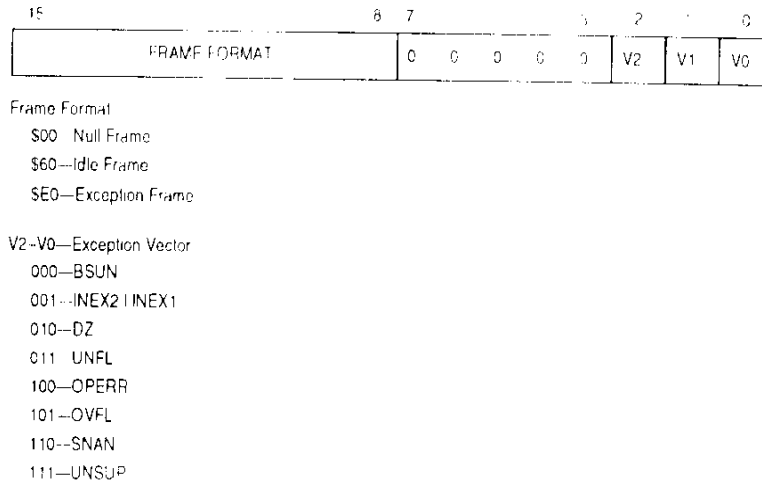 15 8 7 3 2 1 0
FRAME FORMAT 0 0 0 0 0 V2 V1 V0
Frame Format
$00 Null Frame
$60—Idle Frame
$E0—Exception Frame
V2–V0—Exception Vector
000—BSUN
001—INEX2 | INEX1
010—DZ
011 UNFL
100—OPERR
101—OVFL
110—SNAN
111—UNSUP